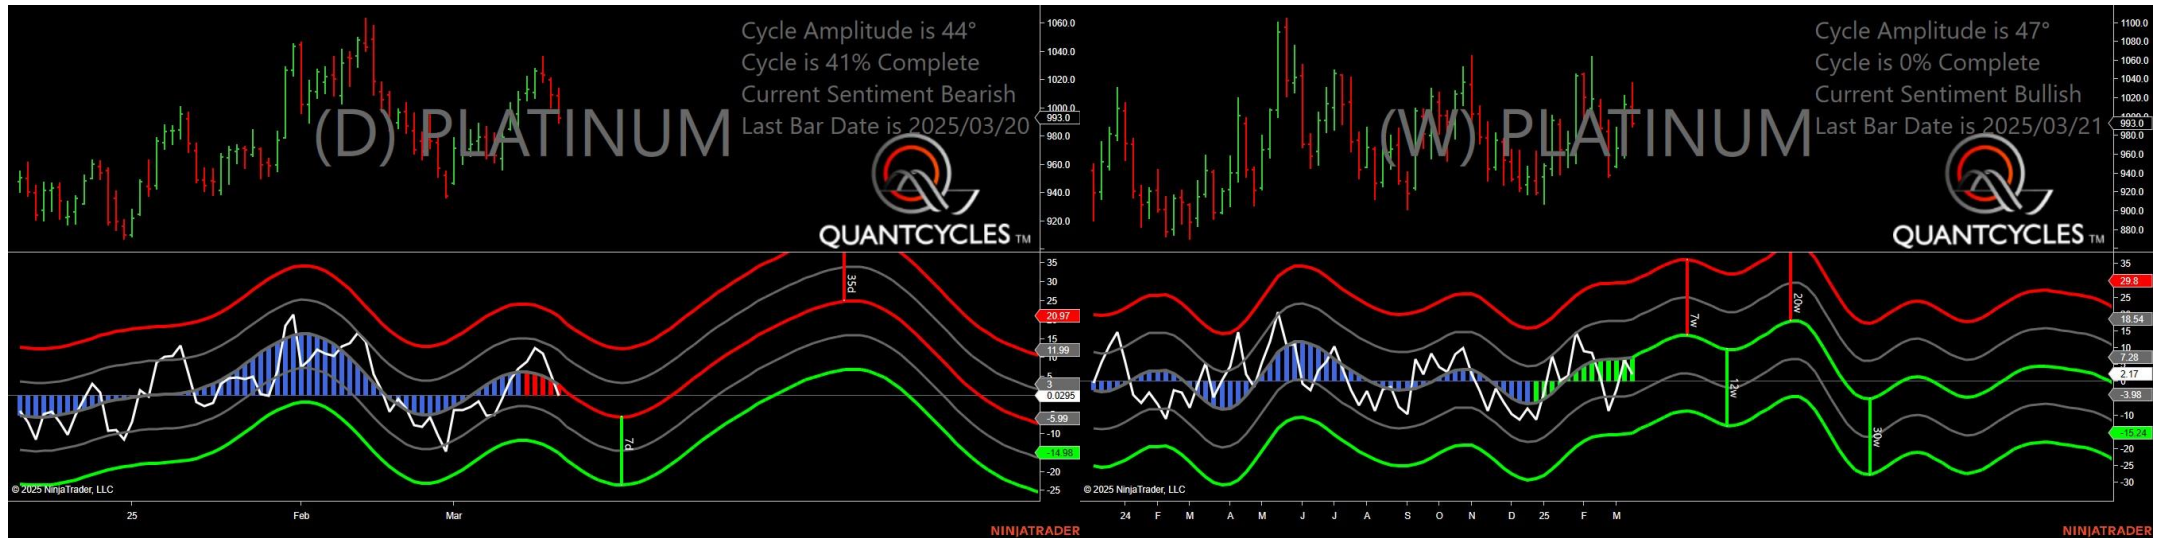 Cycle Amplitude is 44°
Cycle is 41% Complete
Current Sentiment Bearish
Last Bar Date is 2025/03/20
(D) PLATINUM
QUANTCYCLES TM
1060.0
1040.0
1020.0
1000.0
993.0
980.0
960.0
940.0
920.0
35
30
25
20.97
15
11.99
10
5
3
0.0295
-5.99
-10
-14.98
-20
-25
35d
7d
© 2025 NinjaTrader, LLC
25
Feb
Mar
NINJATRADER
Cycle Amplitude is 47°
Cycle is 0% Complete
Current Sentiment Bullish
Last Bar Date is 2025/03/21
(W) PLATINUM
QUANTCYCLES TM
1100.0
1080.0
1060.0
1040.0
1020.0
993.0
980.0
960.0
940.0
920.0
900.0
880.0
35
29.8
25
18.54
15
10
7.28
2.17
-3.98
-10
-15.24
-20
-25
-30
7w
12w
20w
30w
© 2025 NinjaTrader, LLC
24
F
M
A
M
J
J
A
S
O
N
D
25
F
M
NINJATRADER